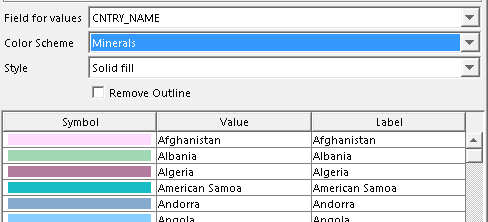 Field for values CNTRY_NAME
Color Scheme Minerals
Style Solid fill
Remove Outline
Symbol Value Label
Afghanistan Afghanistan
Albania Albania
Algeria Algeria
American Samoa American Samoa
Andorra Andorra
Angola Angola